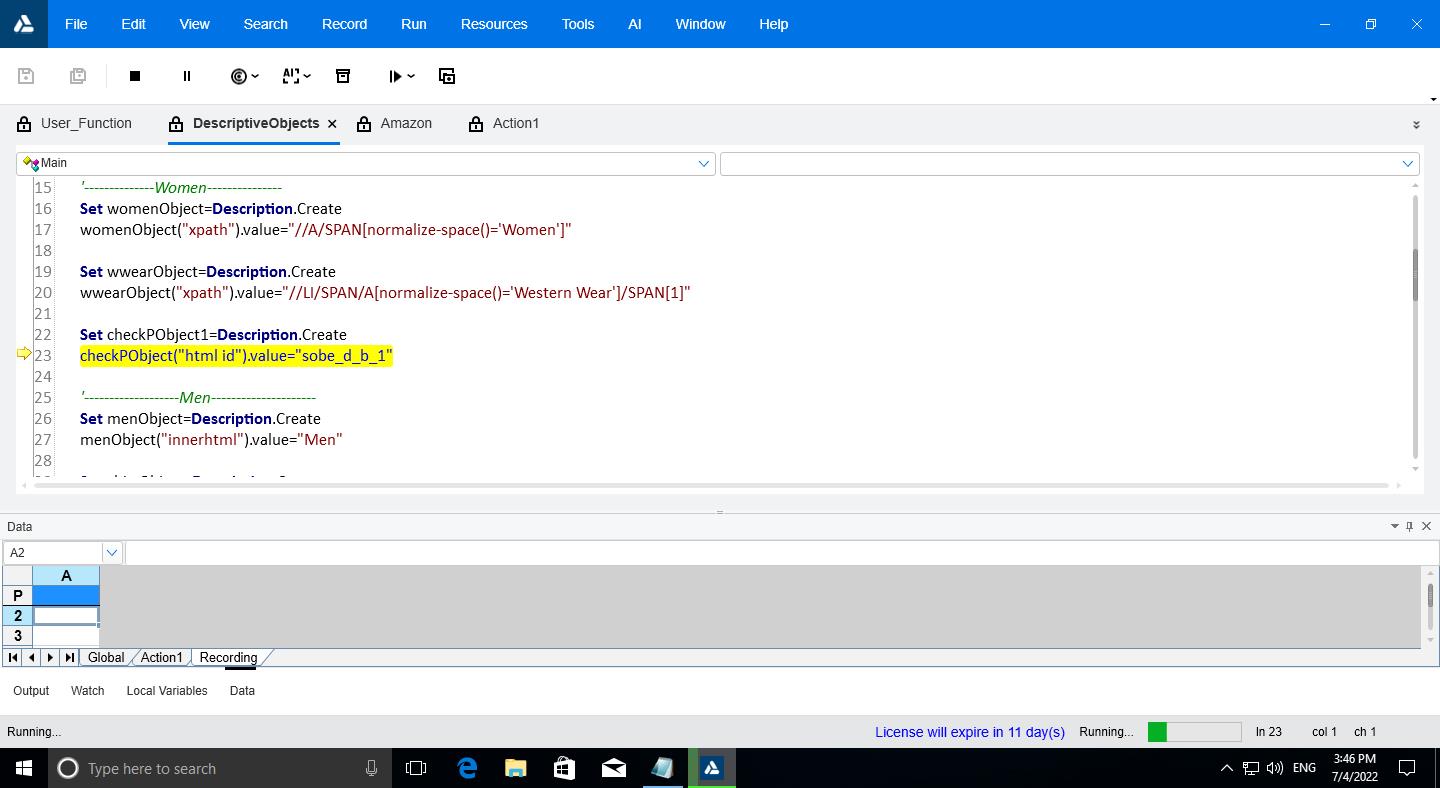 File Edit View Search Record Run Resources Tools AI Window Help
User_Function DescriptiveObjects Amazon Action1
Main
15 '--------------Women---------------
16 Set womenObject=Description.Create
17 womenObject("xpath").value="//A/SPAN[normalize-space()='Women']"
18
19 Set wwearObject=Description.Create
20 wwearObject("xpath").value="//LI/SPAN/A[normalize-space()='Western Wear']/SPAN[1]"
21
22 Set checkPObject1=Description.Create
23 checkPObject("html id").value="sobe_d_b_1"
24
25 '-------------------Men---------------------
26 Set menObject=Description.Create
27 menObject("innerhtml").value="Men"
28
Data
A2
A
P
2
3
Global Action1 Recording
Output Watch Local Variables Data
Running... License will expire in 11 day(s) Running... ln 23 col 1 ch 1
Type here to search ENG 3:46 PM
7/4/2022